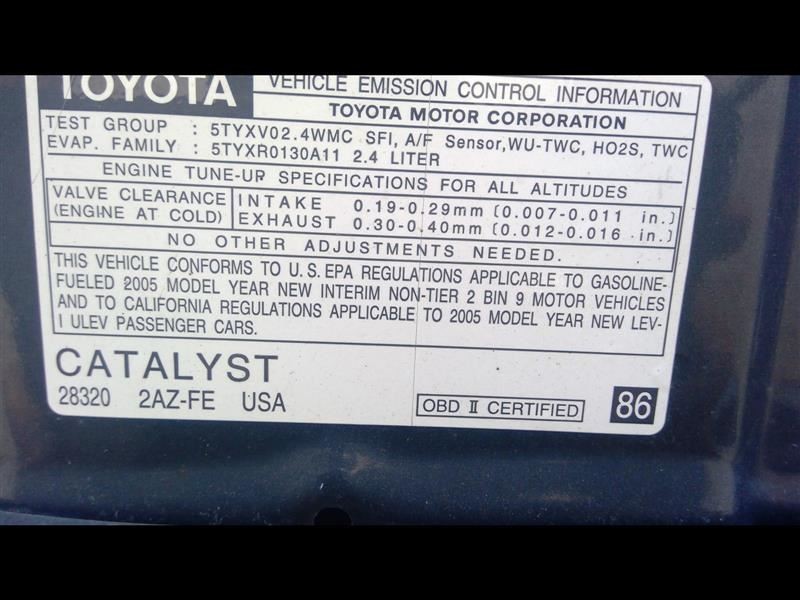 TOYOTA VEHICLE EMISSION CONTROL INFORMATION
TOYOTA MOTOR CORPORATION
TEST GROUP : 5TYXV02.4WMC SFI, A/F Sensor,WU-TWC, HO2S, TWC
EVAP. FAMILY : 5TYXR0130A11 2.4 LITER
ENGINE TUNE-UP SPECIFICATIONS FOR ALL ALTITUDES
VALVE CLEARANCE INTAKE 0.19-0.29mm (0.007-0.011 in.)
(ENGINE AT COLD) EXHAUST 0.30-0.40mm (0.012-0.016 in.)
NO OTHER ADJUSTMENTS NEEDED.
THIS VEHICLE CONFORMS TO U.S.EPA REGULATIONS APPLICABLE TO GASOLINE-
FUELED 2005 MODEL YEAR NEW INTERIM NON-TIER 2 BIN 9 MOTOR VEHICLES
AND TO CALIFORNIA REGULATIONS APPLICABLE TO 2005 MODEL YEAR NEW LEV-
I ULEV PASSENGER CARS.
CATALYST
28320 2AZ-FE USA OBD II CERTIFIED 86